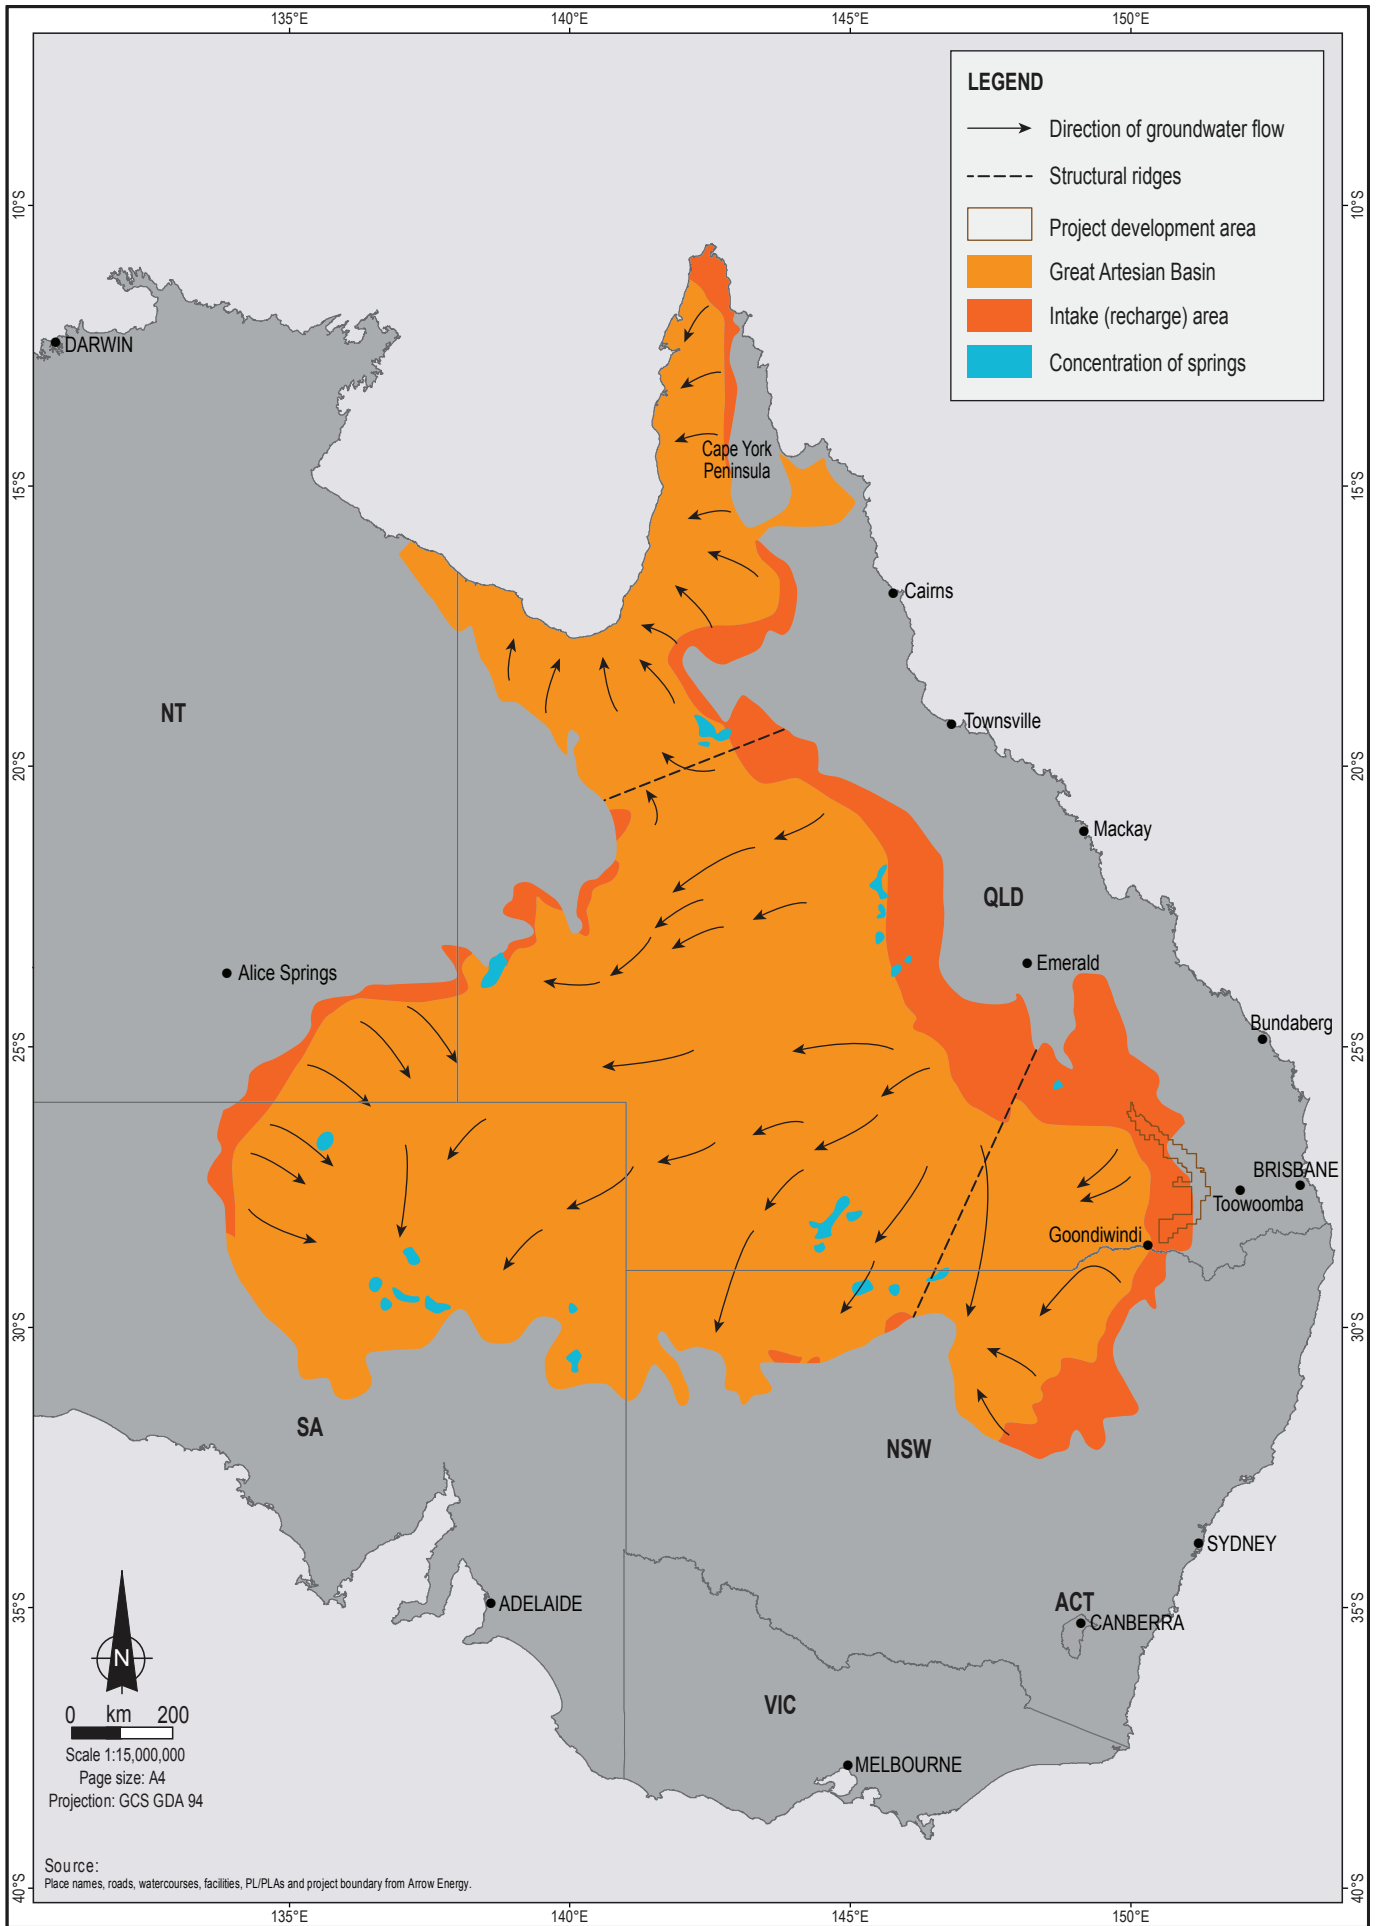 135°E
140°E
145°E
150°E
LEGEND
Direction of groundwater flow
Structural ridges
Project development area
Great Artesian Basin
Intake (recharge) area
Concentration of springs
10°S
10°S
DARWIN
Cape York
Peninsula
15°S
15°S
Cairns
NT
Townsville
20°S
20°S
Mackay
QLD
Alice Springs
Emerald
Bundaberg
25°S
25°S
BRISBANE
Toowoomba
Goondiwindi
30°S
30°S
SA
NSW
SYDNEY
ACT
CANBERRA
ADELAIDE
35°S
35°S
N
0 km 200
Scale 1:15,000,000
Page size: A4
Projection: GCS GDA 94
VIC
MELBOURNE
Source:
Place names, roads, watercourses, facilities, PL/PLAs and project boundary from Arrow Energy.
40°S
40°S
135°E
140°E
145°E
150°E